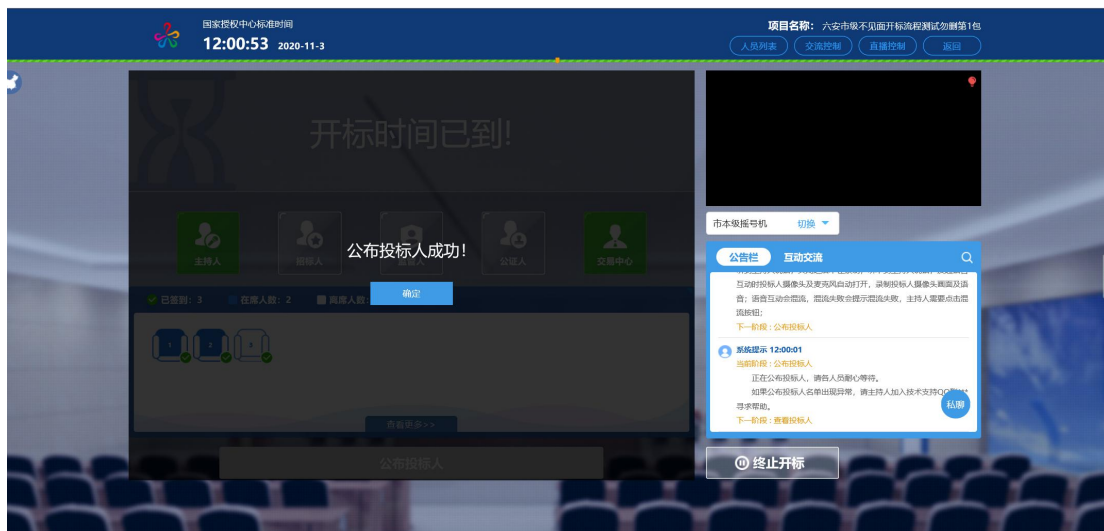 国家授权中心标准时间
12:00:53 2020-11-3
项目名称： 六安市级不见面开标流程测试勿删第1包
人员列表 交流控制 直播控制 返回
开标时间已到!
主持人 招标人 公证人 交易中心
公布投标人成功!
确定
已签到：3 在席人数：2 离席人数:
1 2 3
查看更多>>
公布投标人
市本级摇号机 切换
公告栏 互动交流
互动时投标人摄像头及麦克风自动打开，录制投标人摄像头画面及语
音；语音互动会混流，混流失败会提示混流失败，主持人需要点击混
流按钮;
下一阶段 : 公布投标人
系统提示 12:00:01
当前阶段 : 公布投标人
正在公布投标人，请各人员耐心等待。
如果公布投标人名单出现异常，请主持人加入技术支持QQ
寻求帮助。
私聊
下一阶段 : 查看投标人
终止开标